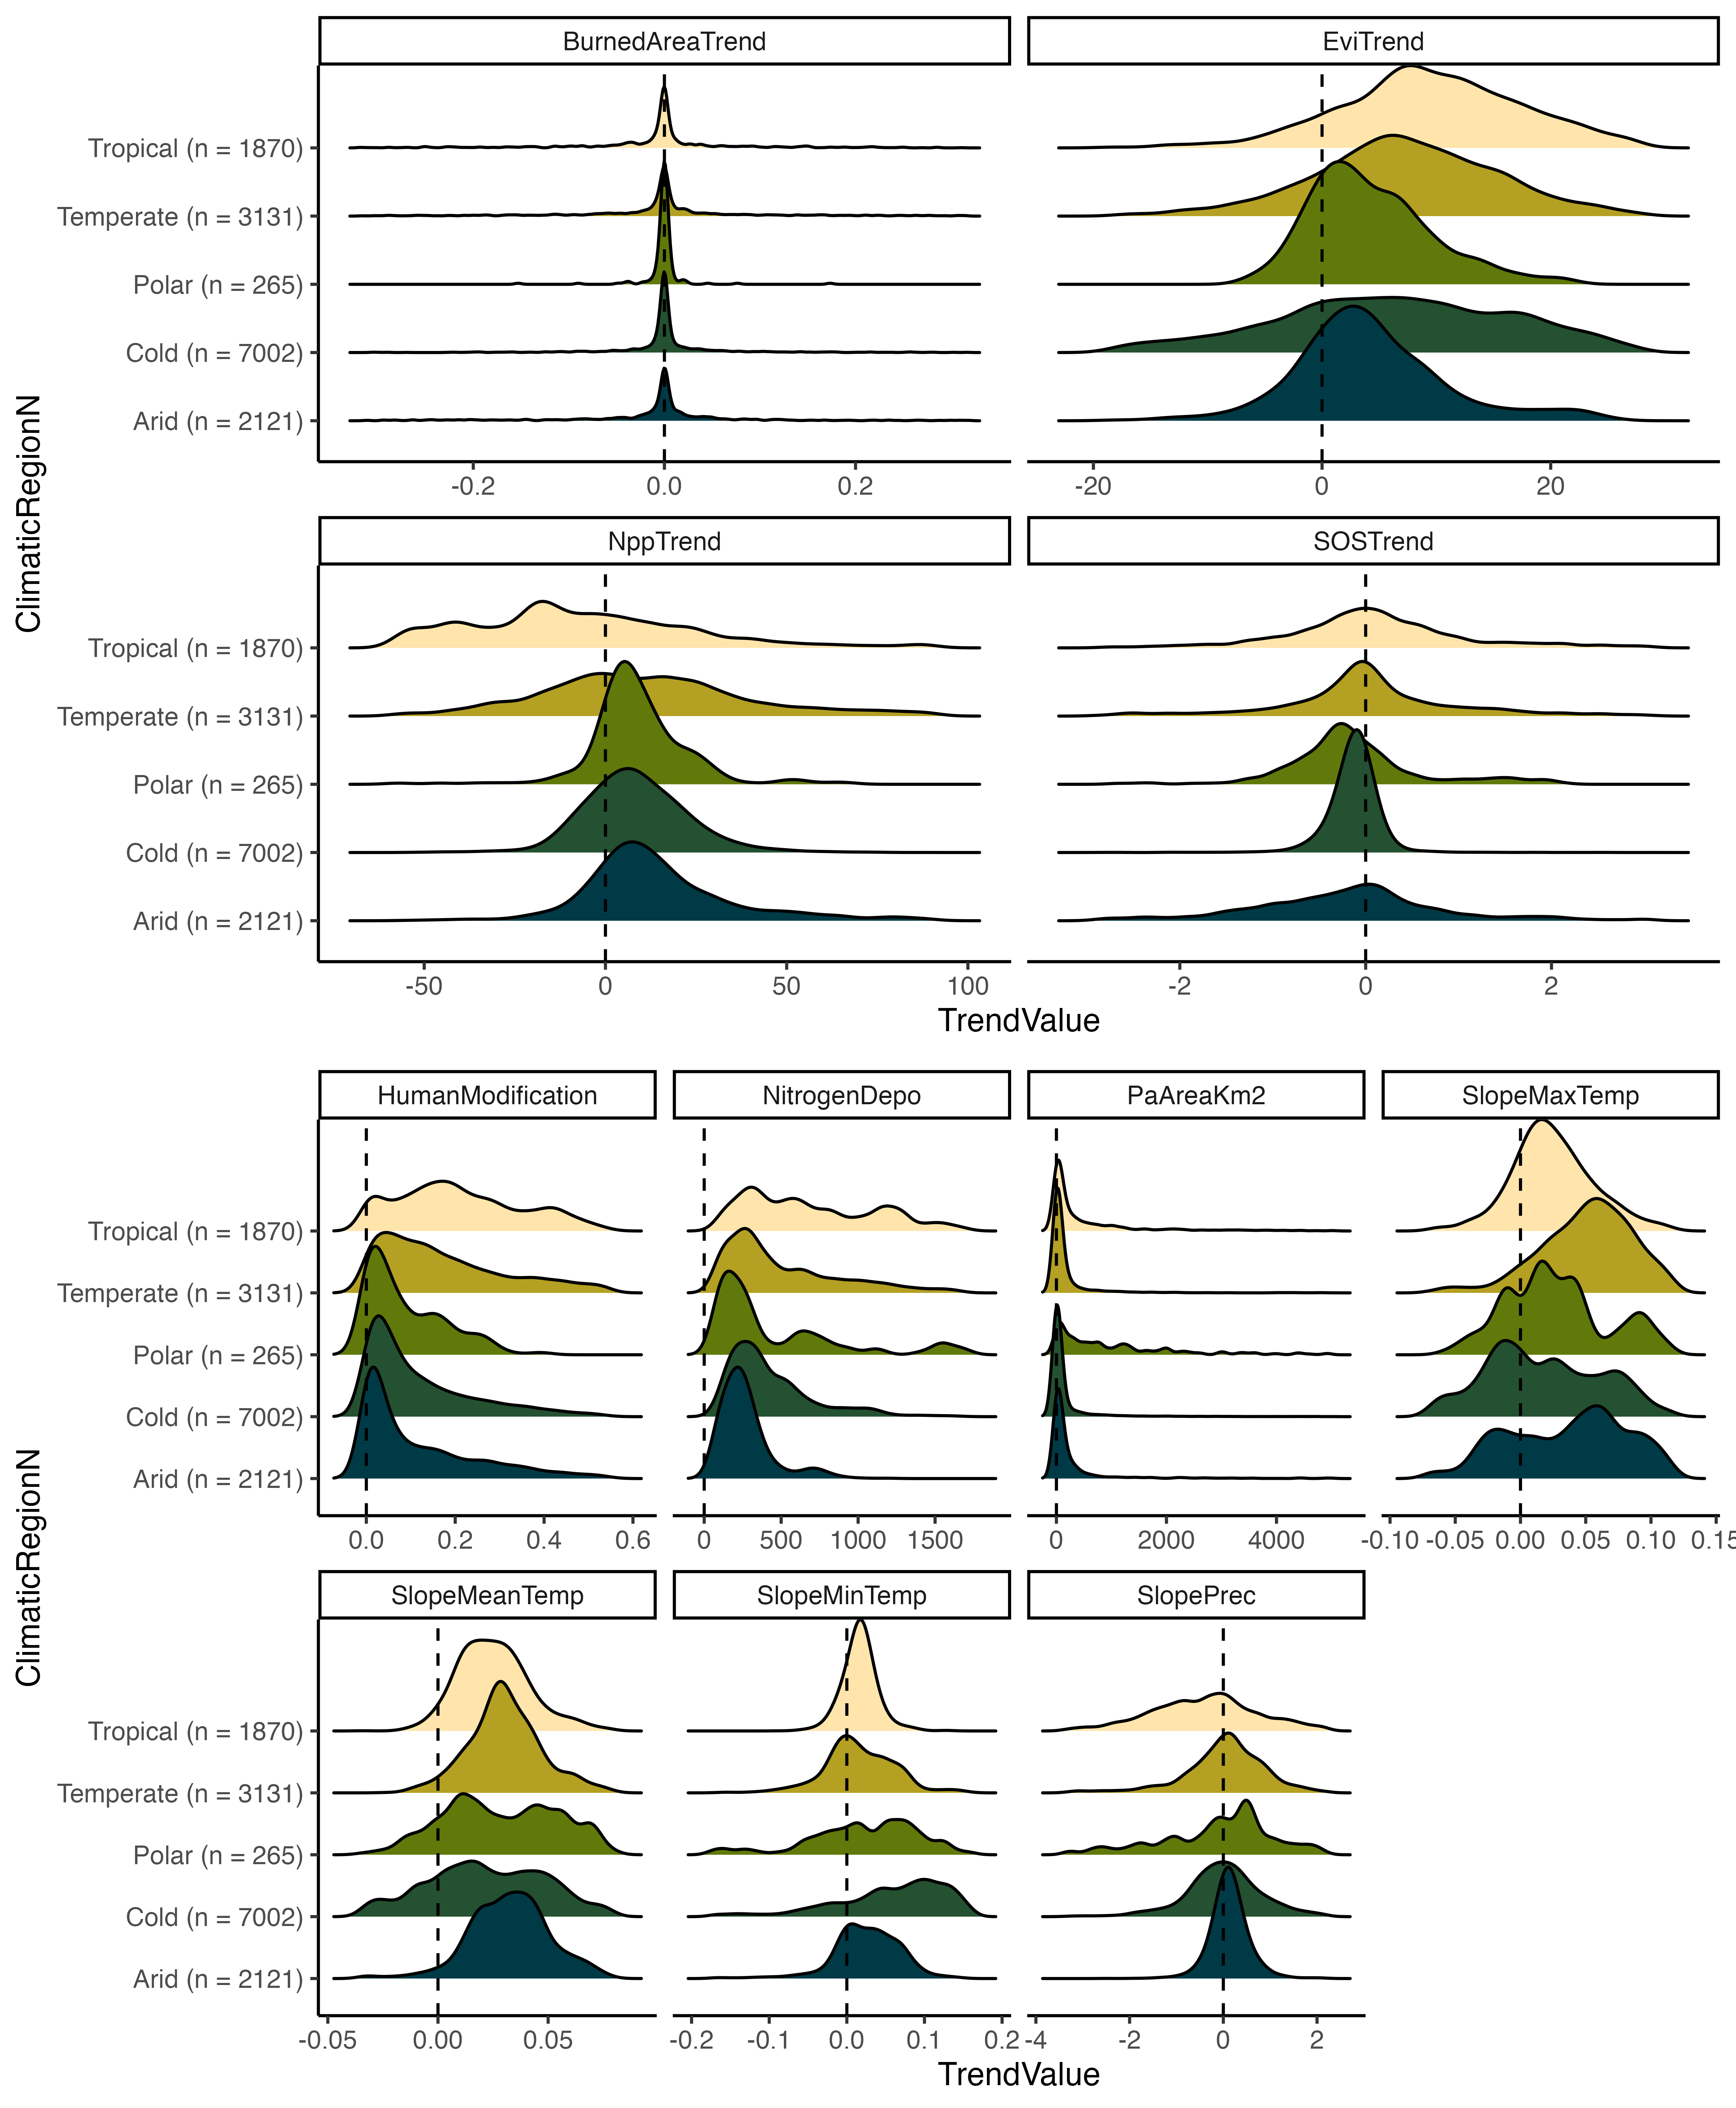 BurnedAreaTrend EviTrend
Tropical (n = 1870)
Temperate (n = 3131)
Polar (n = 265)
Cold (n = 7002)
Arid (n = 2121)
-0.2 0.0 0.2 -20 0 20
ClimaticRegionN
NppTrend SOSTrend
Tropical (n = 1870)
Temperate (n = 3131)
Polar (n = 265)
Cold (n = 7002)
Arid (n = 2121)
-50 0 50 100 -2 0 2
TrendValue
HumanModification NitrogenDepo PaAreaKm2 SlopeMaxTemp
Tropical (n = 1870)
Temperate (n = 3131)
Polar (n = 265)
Cold (n = 7002)
Arid (n = 2121)
0.0 0.2 0.4 0.6 0 500 1000 1500 0 2000 4000 -0.10 -0.05 0.00 0.05 0.10 0.15
ClimaticRegionN
SlopeMeanTemp SlopeMinTemp SlopePrec
Tropical (n = 1870)
Temperate (n = 3131)
Polar (n = 265)
Cold (n = 7002)
Arid (n = 2121)
-0.05 0.00 0.05 -0.2 -0.1 0.0 0.1 0.2 -4 -2 0 2
TrendValue